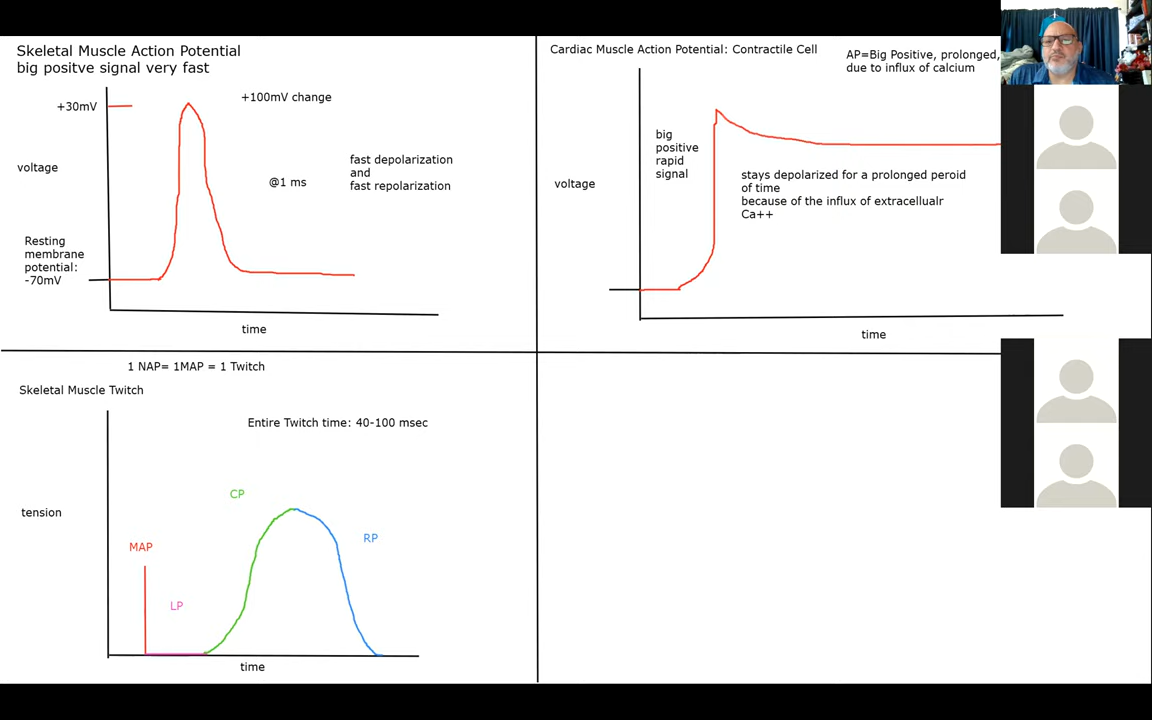 Skeletal Muscle Action Potential
big positve signal very fast
+30mV
+100mV change
voltage
@1 ms
fast depolarization
and
fast repolarization
Resting
membrane
potential:
-70mV
time
Cardiac Muscle Action Potential: Contractile Cell
AP=Big Positive, prolonged,
due to influx of calcium
big
positive
rapid
signal
voltage
stays depolarized for a prolonged peroid
of time
because of the influx of extracellualr
Ca++
time
1 NAP= 1MAP = 1 Twitch
Skeletal Muscle Twitch
Entire Twitch time: 40-100 msec
CP
tension
RP
MAP
LP
time